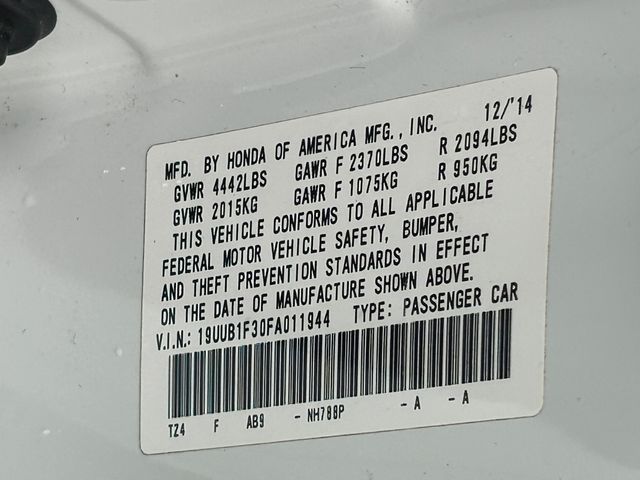 MFD. BY HONDA OF AMERICA MFG., INC. 12/'14
GVWR 4442LBS GAWR F 2370LBS R 2094LBS
GVWR 2015KG GAWR F 1075KG R 950KG
THIS VEHICLE CONFORMS TO ALL APPLICABLE
FEDERAL MOTOR VEHICLE SAFETY, BUMPER,
AND THEFT PREVENTION STANDARDS IN EFFECT
ON THE DATE OF MANUFACTURE SHOWN ABOVE.
V.I.N.: 19UUB1F30FA011944 TYPE: PASSENGER CAR
TZ4 F AB9 - NH788P - A - A